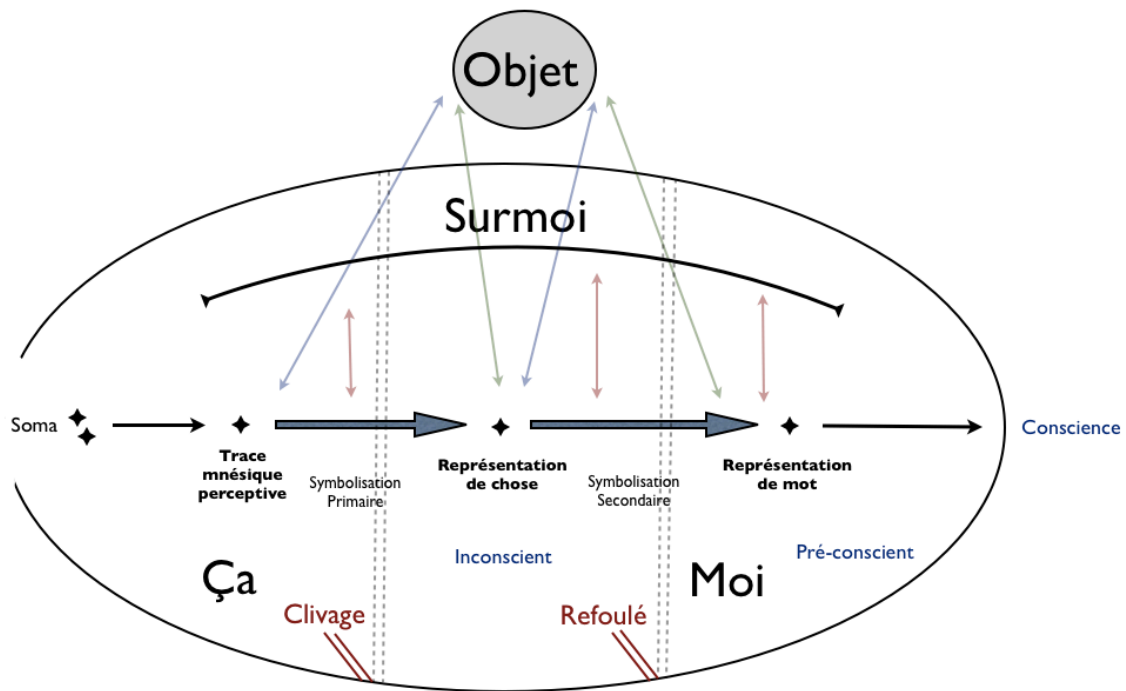 Objet
Surmoi
Soma
Conscience
Trace
mnésique
perceptive
Symbolisation
Primaire
Représentation
de chose
Symbolisation
Secondaire
Représentation
de mot
Inconscient
Pré-conscient
Ça
Moi
Clivage
Refoulé